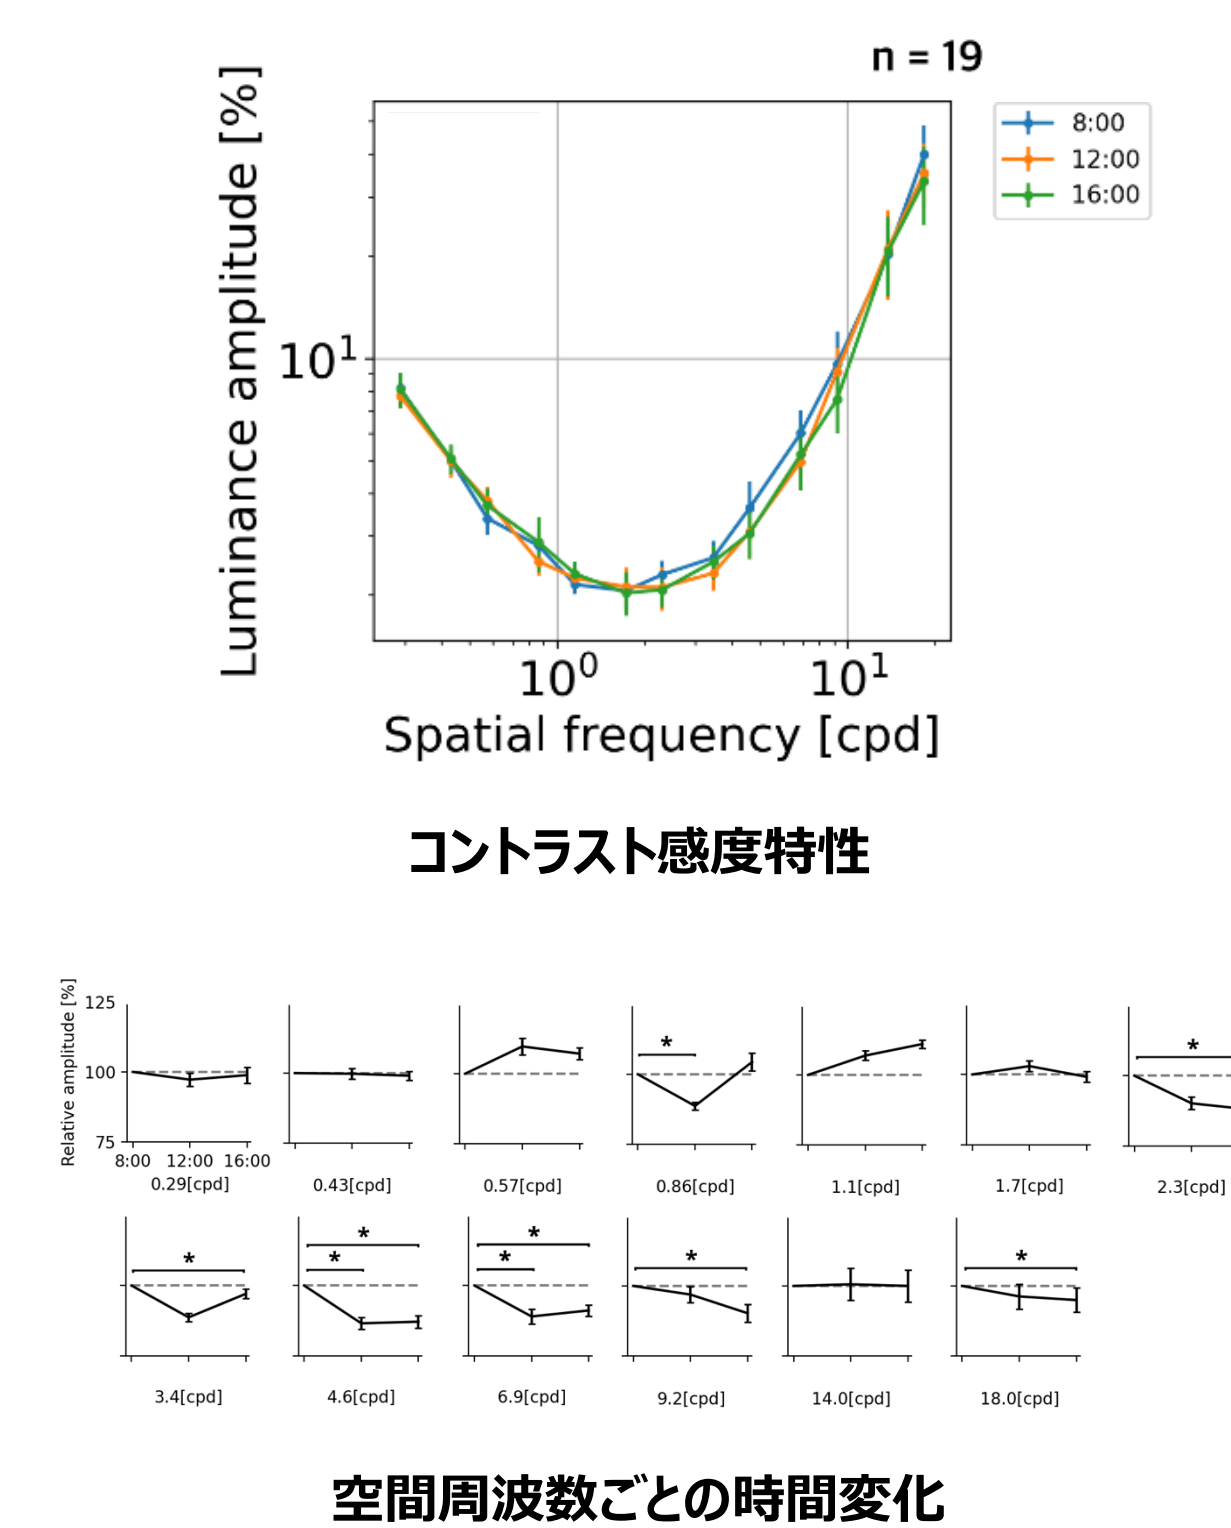 n = 19
8:00
12:00
16:00
Luminance amplitude [%]
10¹
10⁰ 10¹
Spatial frequency [cpd]
コントラスト感度特性
Relative amplitude [%]
125
100
75
8:00 12:00 16:00
* *
0.29[cpd] 0.43[cpd] 0.57[cpd] 0.86[cpd] 1.1[cpd] 1.7[cpd] 2.3[cpd]
* * * * * * *
3.4[cpd] 4.6[cpd] 6.9[cpd] 9.2[cpd] 14.0[cpd] 18.0[cpd]
空間周波数ごとの時間変化